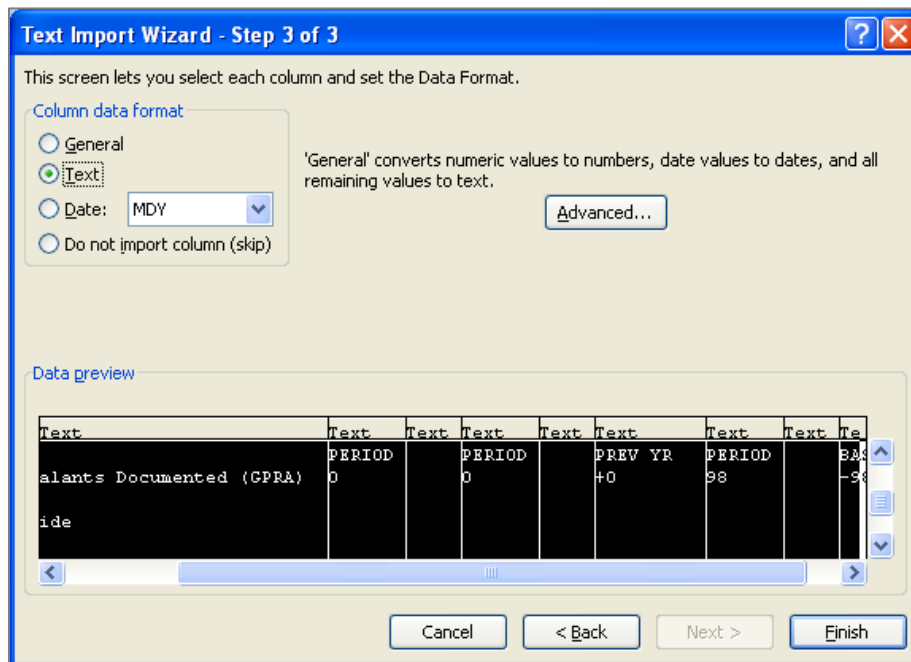 Text Import Wizard - Step 3 of 3
This screen lets you select each column and set the Data Format.
Column data format
General
Text
Date: MDY
Do not import column (skip)
'General' converts numeric values to numbers, date values to dates, and all
remaining values to text.
Advanced...
Data preview
Text Text Text Text Text Text Text Text Te
PERIOD PERIOD PREV YR PERIOD BAS
alants Documented (GPRA) 0 0 +0 98 -98
ide
Cancel < Back Next > Finish